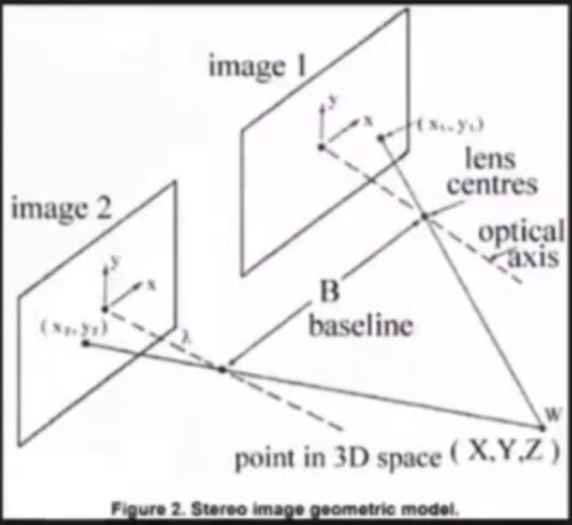 image 1
y
x
(x₁,y₁)
lens
centres
image 2
optical
axis
y
x
B
baseline
(x₂,y₂)
λ
W
point in 3D space (X,Y,Z)
Figure 2. Stereo image geometric model.